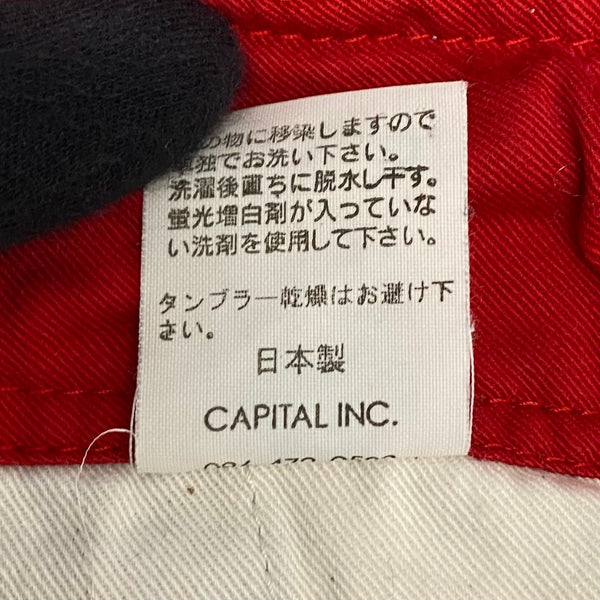 の物に移染しますので
単独でお洗い下さい。
洗濯後直ちに脱水し干す。
蛍光増白剤が入っていな
い洗剤を使用して下さい。
タンブラー乾燥はお避け下
さい。
日本製
CAPITAL INC.